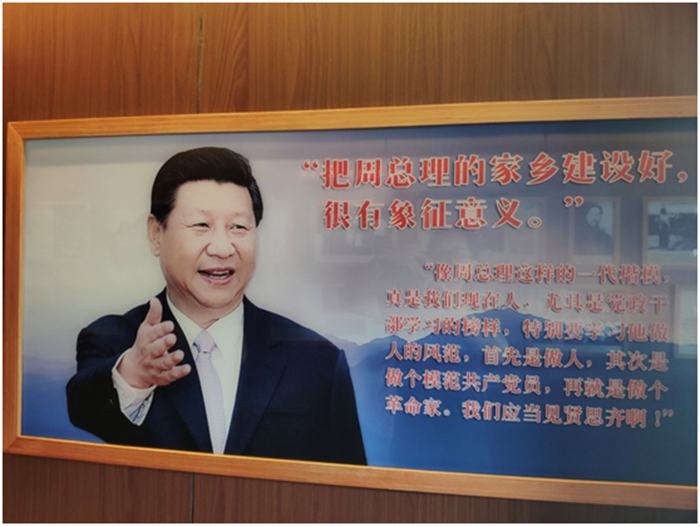 “把周总理的家乡建设好，
很有象征意义。”
“像周总理这样的一代楷模，
真是我们现在人，尤其是党政干
部学习的榜样，特别要学习他做
人的风范，首先是做人，其次是
做个模范共产党员，再就是做个
革命家。我们应当见贤思齐啊！”